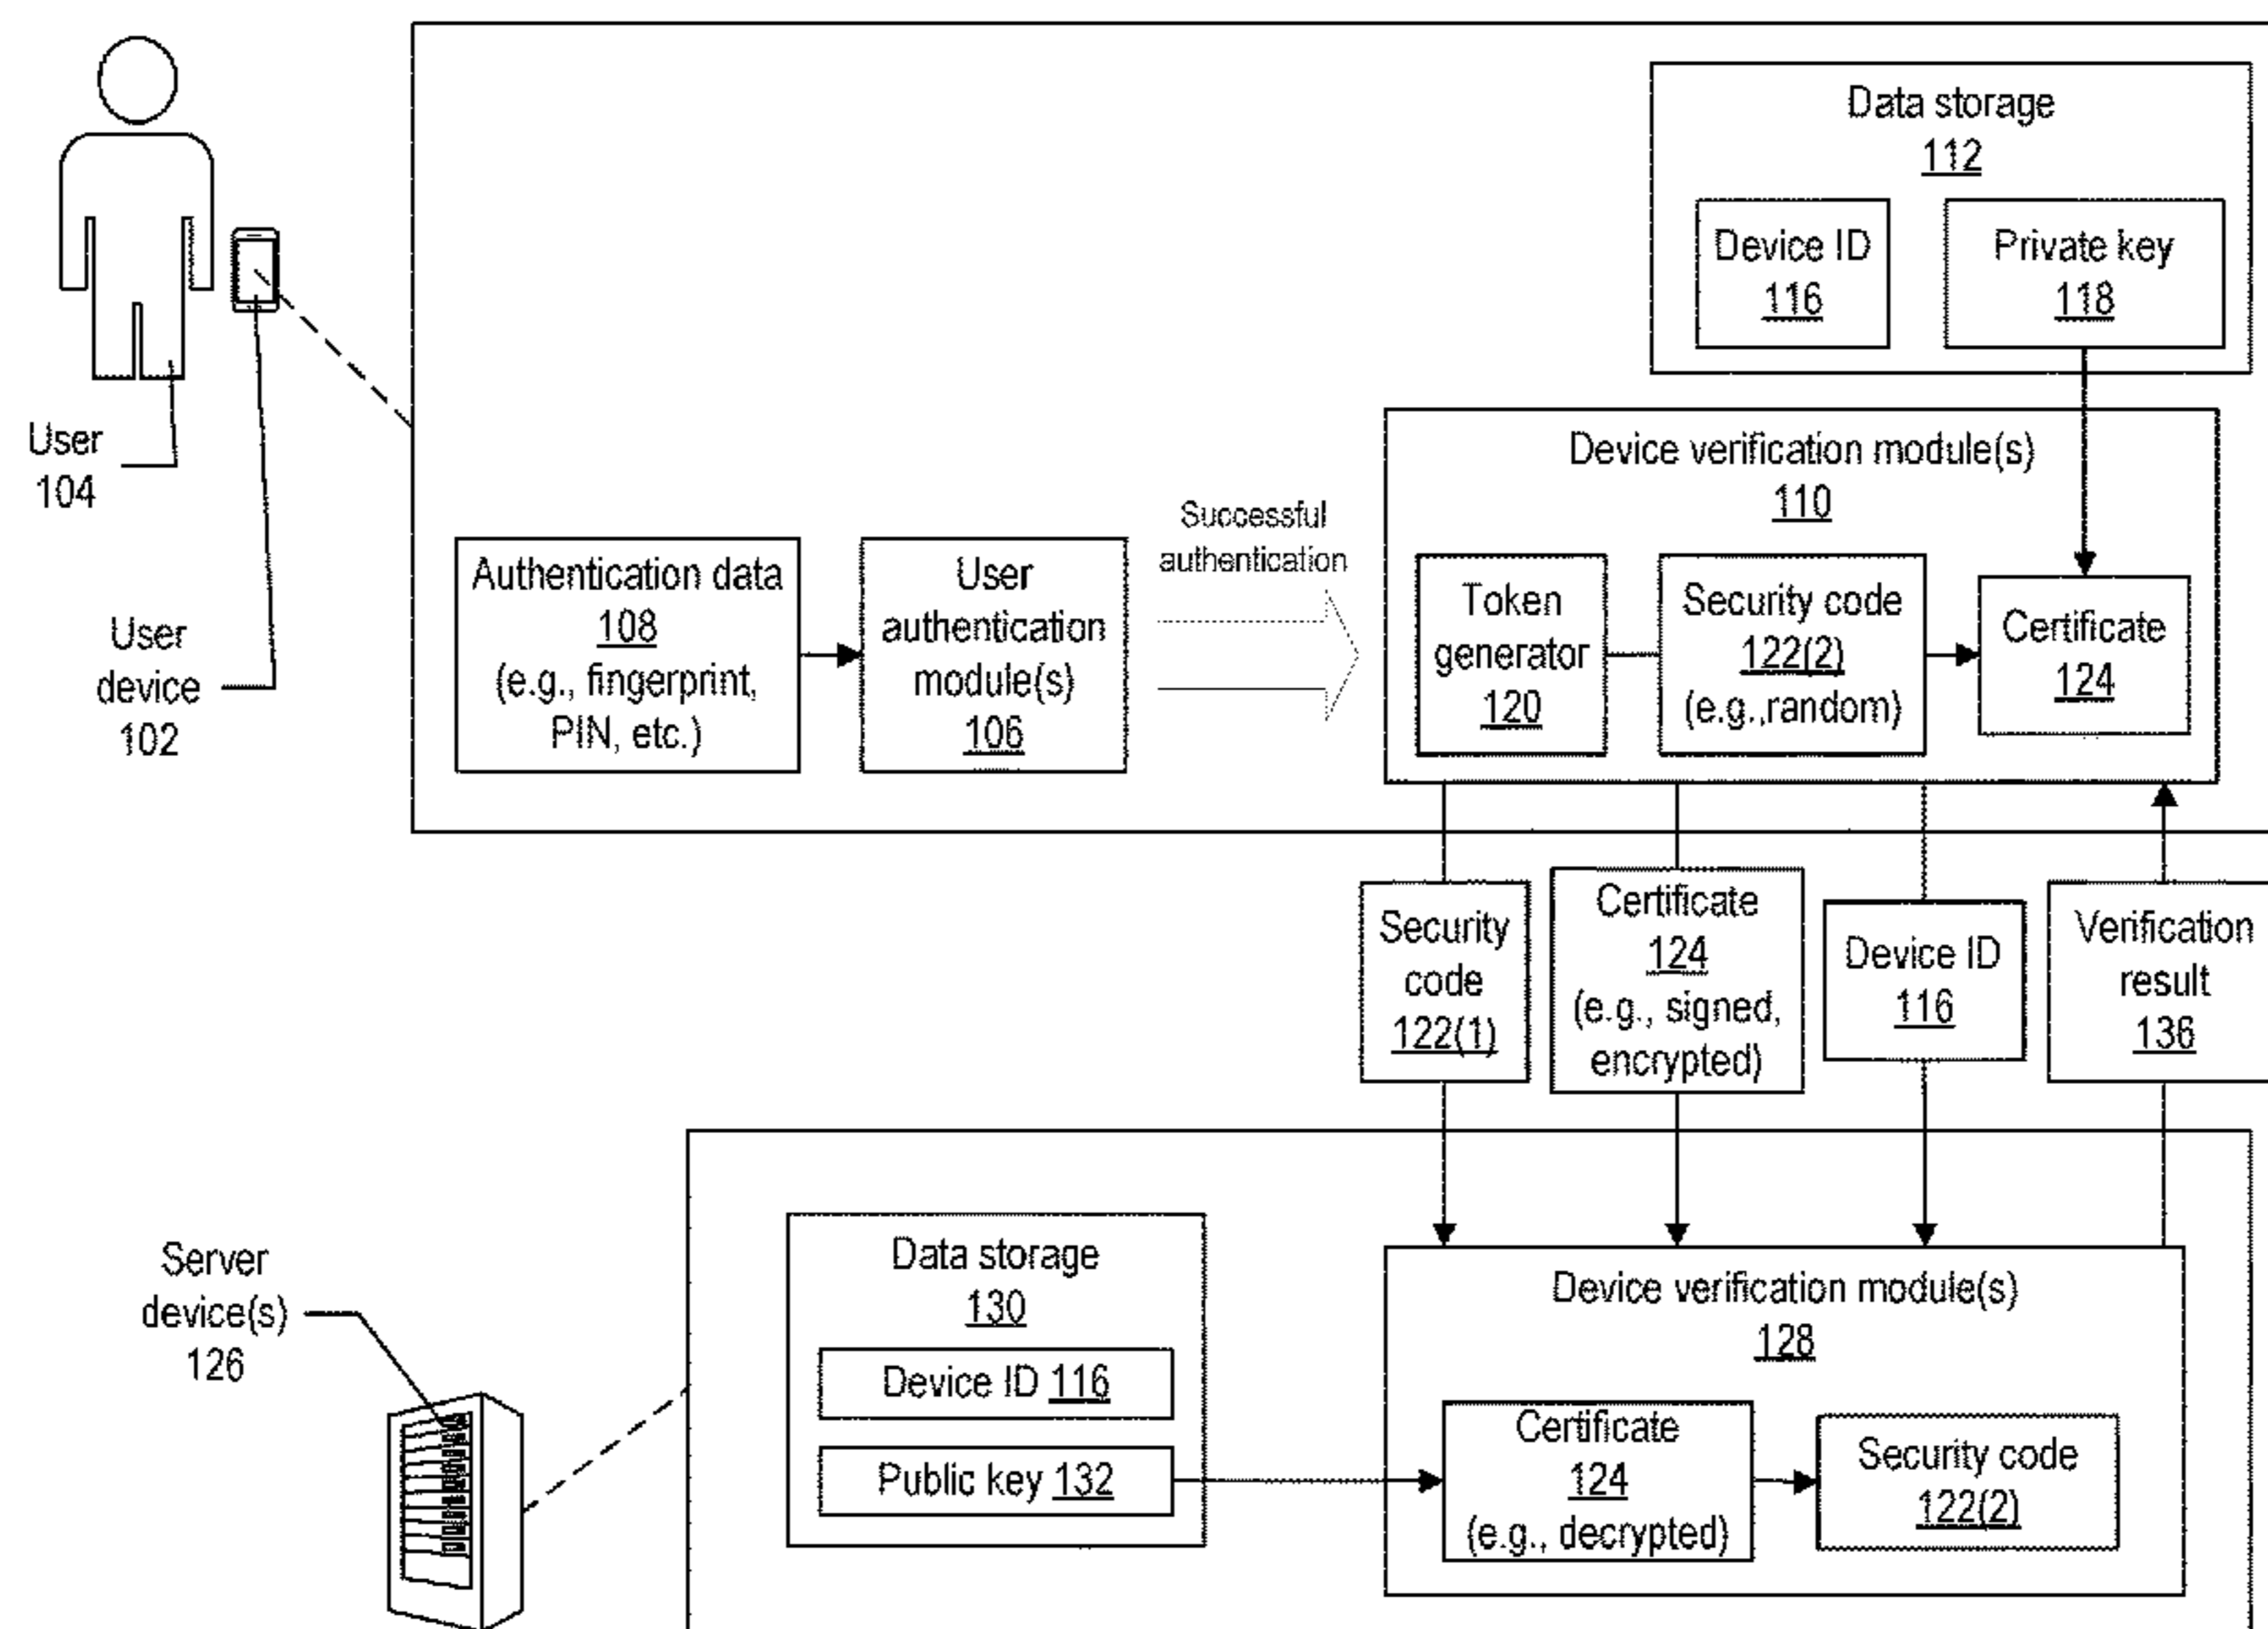 Data storage
112
Device ID
116
Private key
118
User
104
User
device
102
Authentication data
108
(e.g., fingerprint,
PIN, etc.)
User
authentication
module(s)
106
Successful
authentication
Device verification module(s)
110
Token
generator
120
Security code
122(2)
(e.g.,random)
Certificate
124
Security
code
122(1)
Certificate
124
(e.g., signed,
encrypted)
Device ID
116
Verification
result
136
Server
device(s)
126
Data storage
130
Device ID 116
Public key 132
Device verification module(s)
128
Certificate
124
(e.g., decrypted)
Security code
122(2)